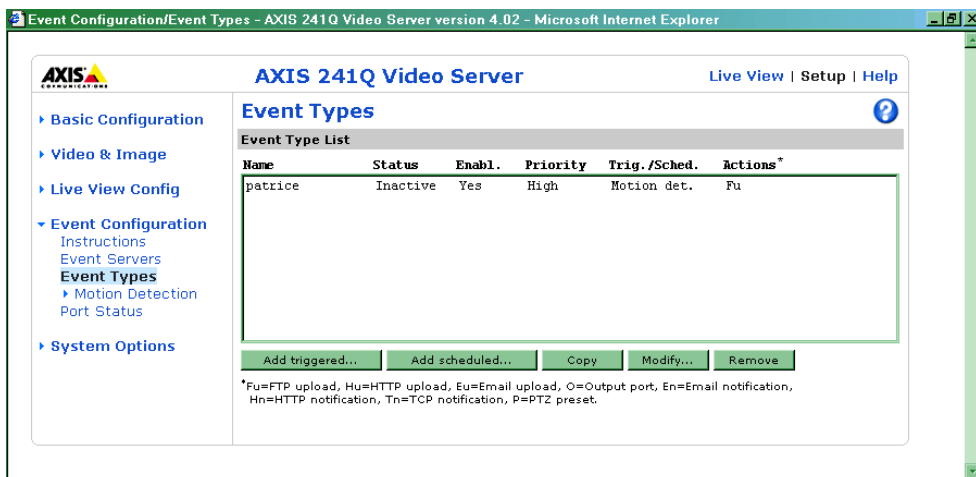 Event Configuration/Event Types - AXIS 241Q Video Server version 4.02 - Microsoft Internet Explorer
AXIS
COMMUNICATIONS
AXIS 241Q Video Server
Live View | Setup | Help
Basic Configuration
Video & Image
Live View Config
Event Configuration
Instructions
Event Servers
Event Types
Motion Detection
Port Status
System Options
Event Types
Event Type List
Name Status Enabl. Priority Trig./Sched. Actions*
patrice Inactive Yes High Motion det. Fu
Add triggered... Add scheduled... Copy Modify... Remove
*Fu=FTP upload, Hu=HTTP upload, Eu=Email upload, O=Output port, En=Email notification,
Hn=HTTP notification, Tn=TCP notification, P=PTZ preset.